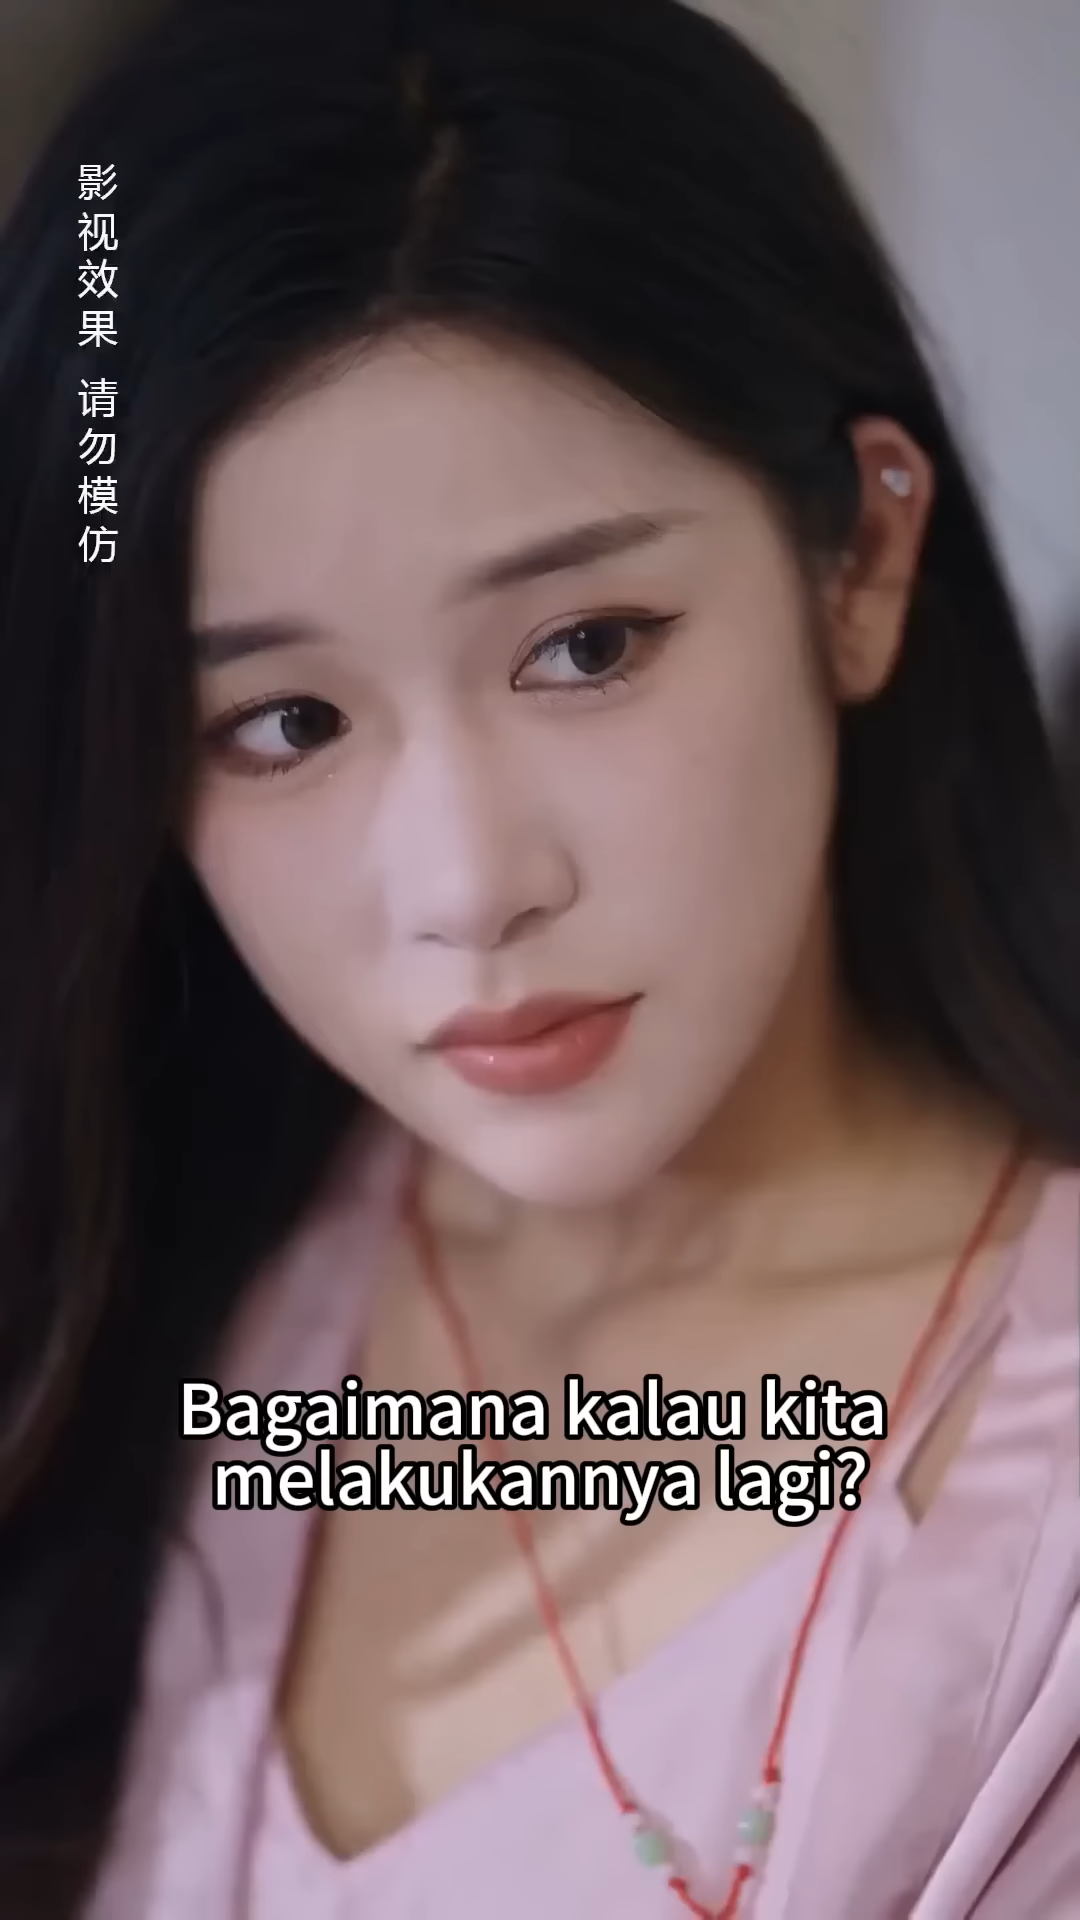 影视效果 请勿模仿
Bagaimana kalau kita
melakukannya lagi?